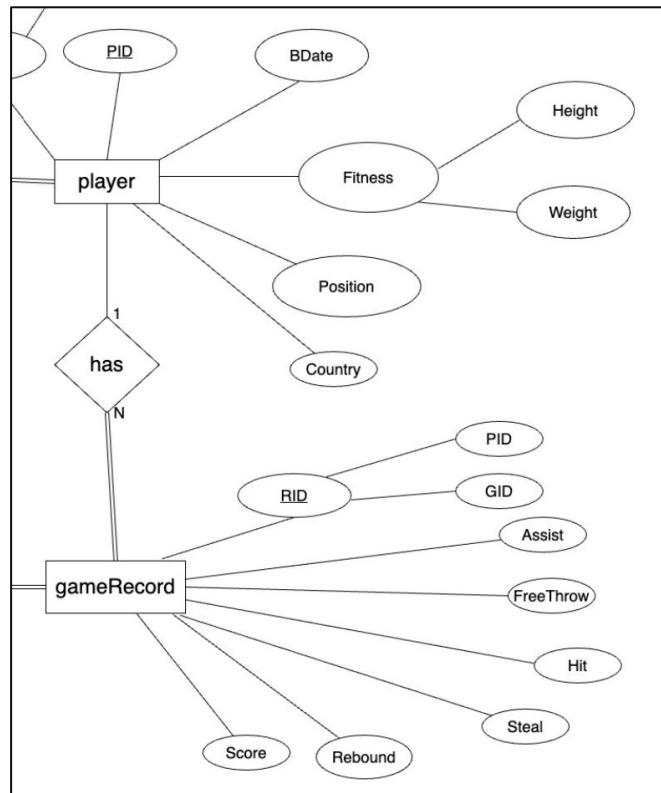 PID
BDate
Height
player
Fitness
Weight
Position
1
has
Country
N
PID
RID
GID
Assist
gameRecord
FreeThrow
Hit
Steal
Score
Rebound